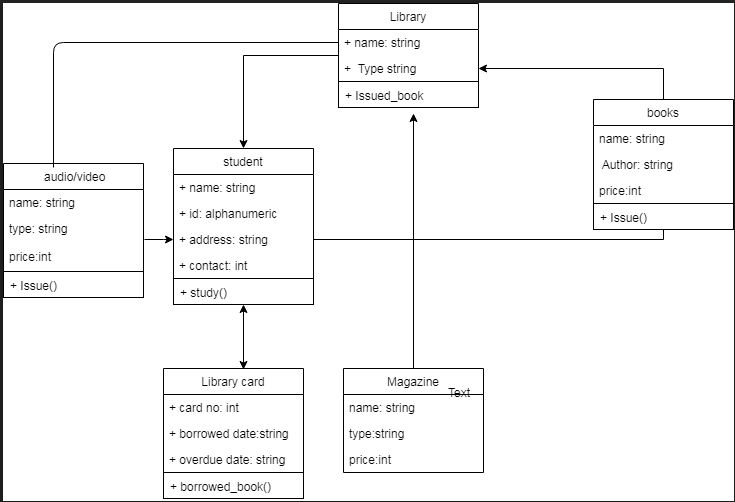 Library
+ name: string
+ Type string
+ Issued_book
books
name: string
Author: string
price:int
+ Issue()
student
+ name: string
+ id: alphanumeric
+ address: string
+ contact: int
+ study()
audio/video
name: string
type: string
price:int
+ Issue()
Library card
+ card no: int
+ borrowed date:string
+ overdue date: string
+ borrowed_book()
Magazine
Text
name: string
type:string
price:int